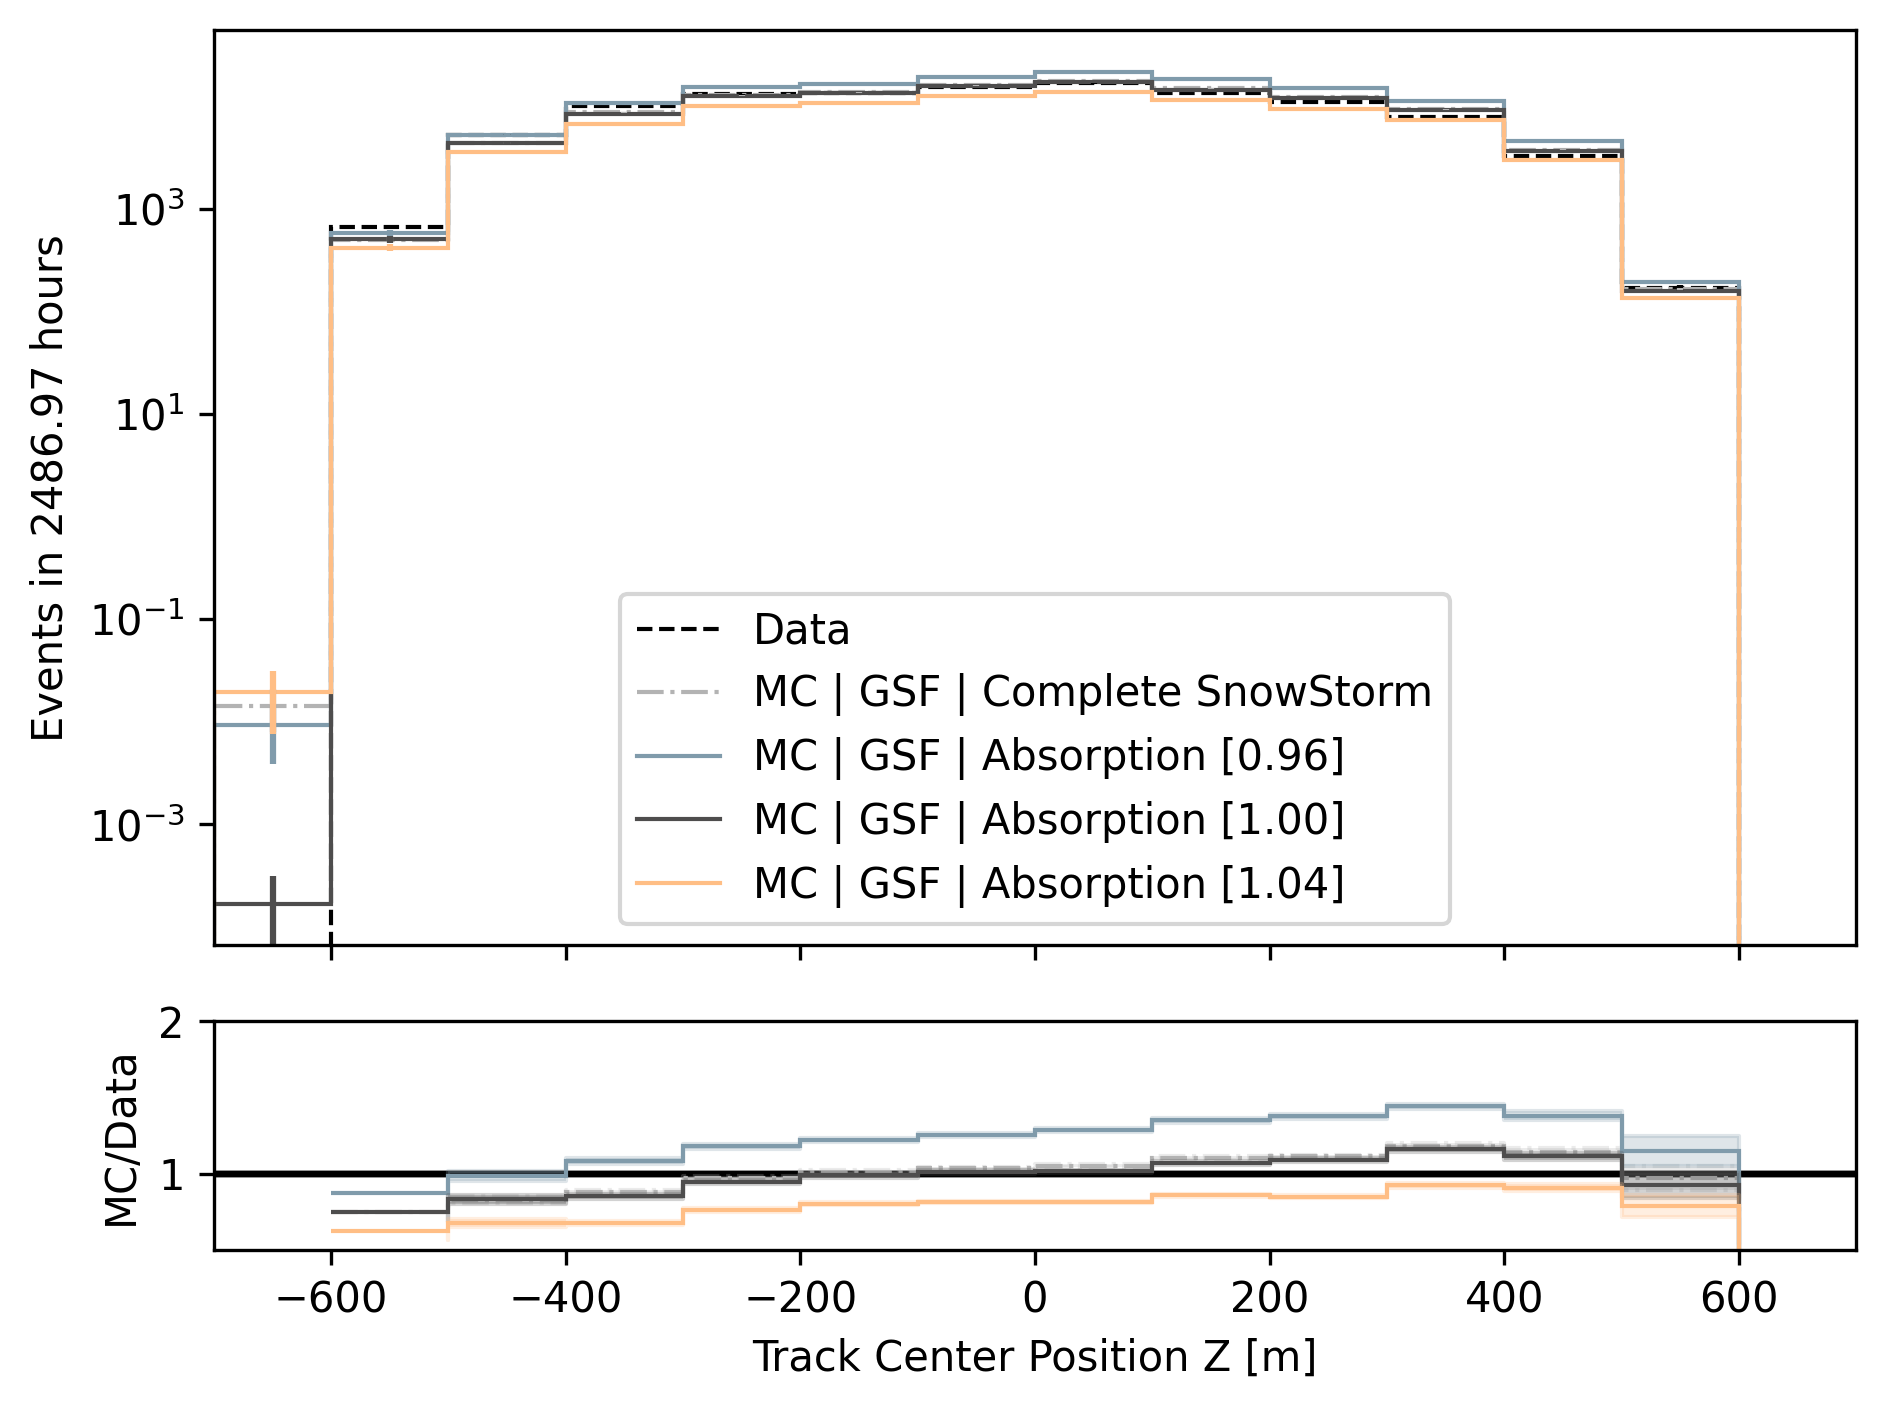 Events in 2486.97 hours
10³
10¹
10⁻¹
10⁻³
Data
MC | GSF | Complete SnowStorm
MC | GSF | Absorption [0.96]
MC | GSF | Absorption [1.00]
MC | GSF | Absorption [1.04]
MC/Data
2
1
−600 −400 −200 0 200 400 600
Track Center Position Z [m]